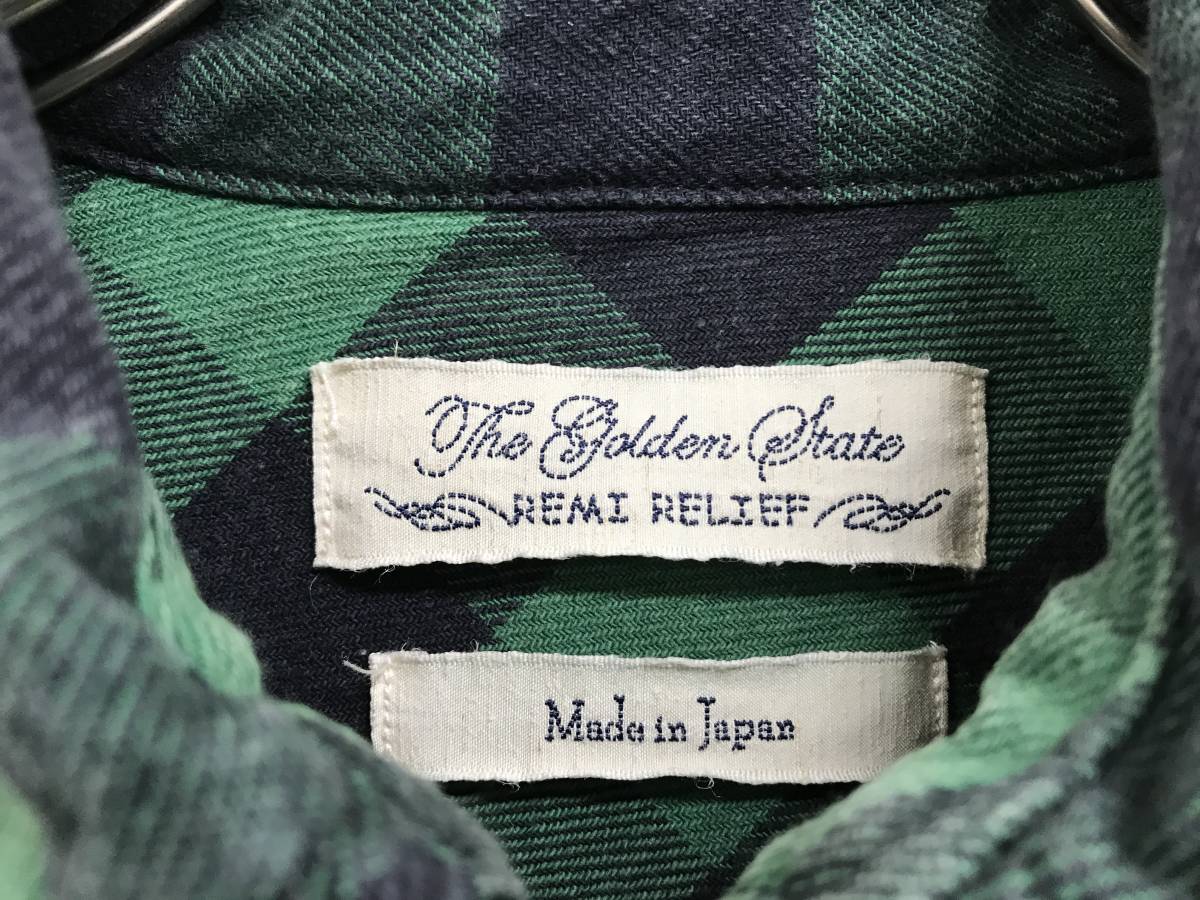 The Golden State
REMI RELIEF
Made in Japan